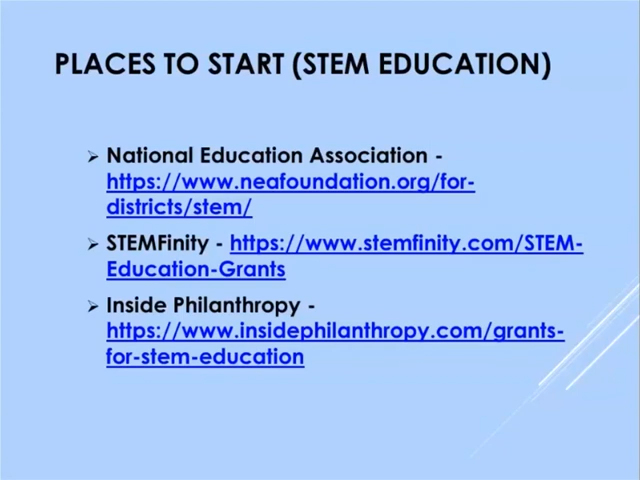 PLACES TO START (STEM EDUCATION)
National Education Association -
https://www.neafoundation.org/for-
districts/stem/
STEMFinity - https://www.stemfinity.com/STEM-
Education-Grants
Inside Philanthropy -
https://www.insidephilanthropy.com/grants-
for-stem-education